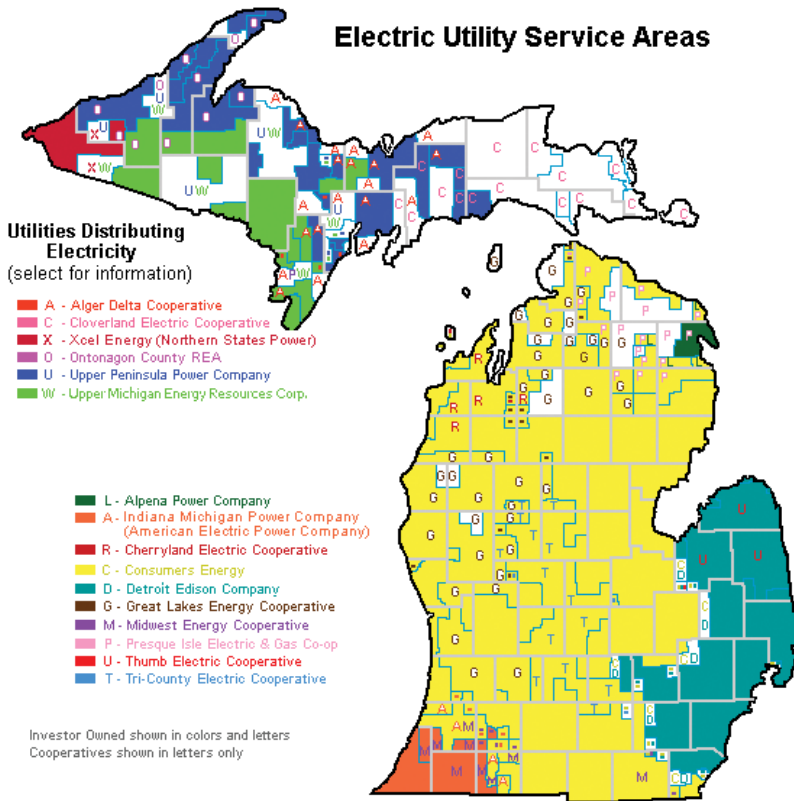 Electric Utility Service Areas
Utilities Distributing
Electricity
(select for information)
A - Alger Delta Cooperative
C - Cloverland Electric Cooperative
X - Xcel Energy (Northern States Power)
O - Ontonagon County REA
U - Upper Peninsula Power Company
W - Upper Michigan Energy Resources Corp.
L - Alpena Power Company
A - Indiana Michigan Power Company
(American Electric Power Company)
R - Cherryland Electric Cooperative
C - Consumers Energy
D - Detroit Edison Company
G - Great Lakes Energy Cooperative
M - Midwest Energy Cooperative
P - Presque Isle Electric & Gas Co-op
U - Thumb Electric Cooperative
T - Tri-County Electric Cooperative
Investor Owned shown in colors and letters
Cooperatives shown in letters only